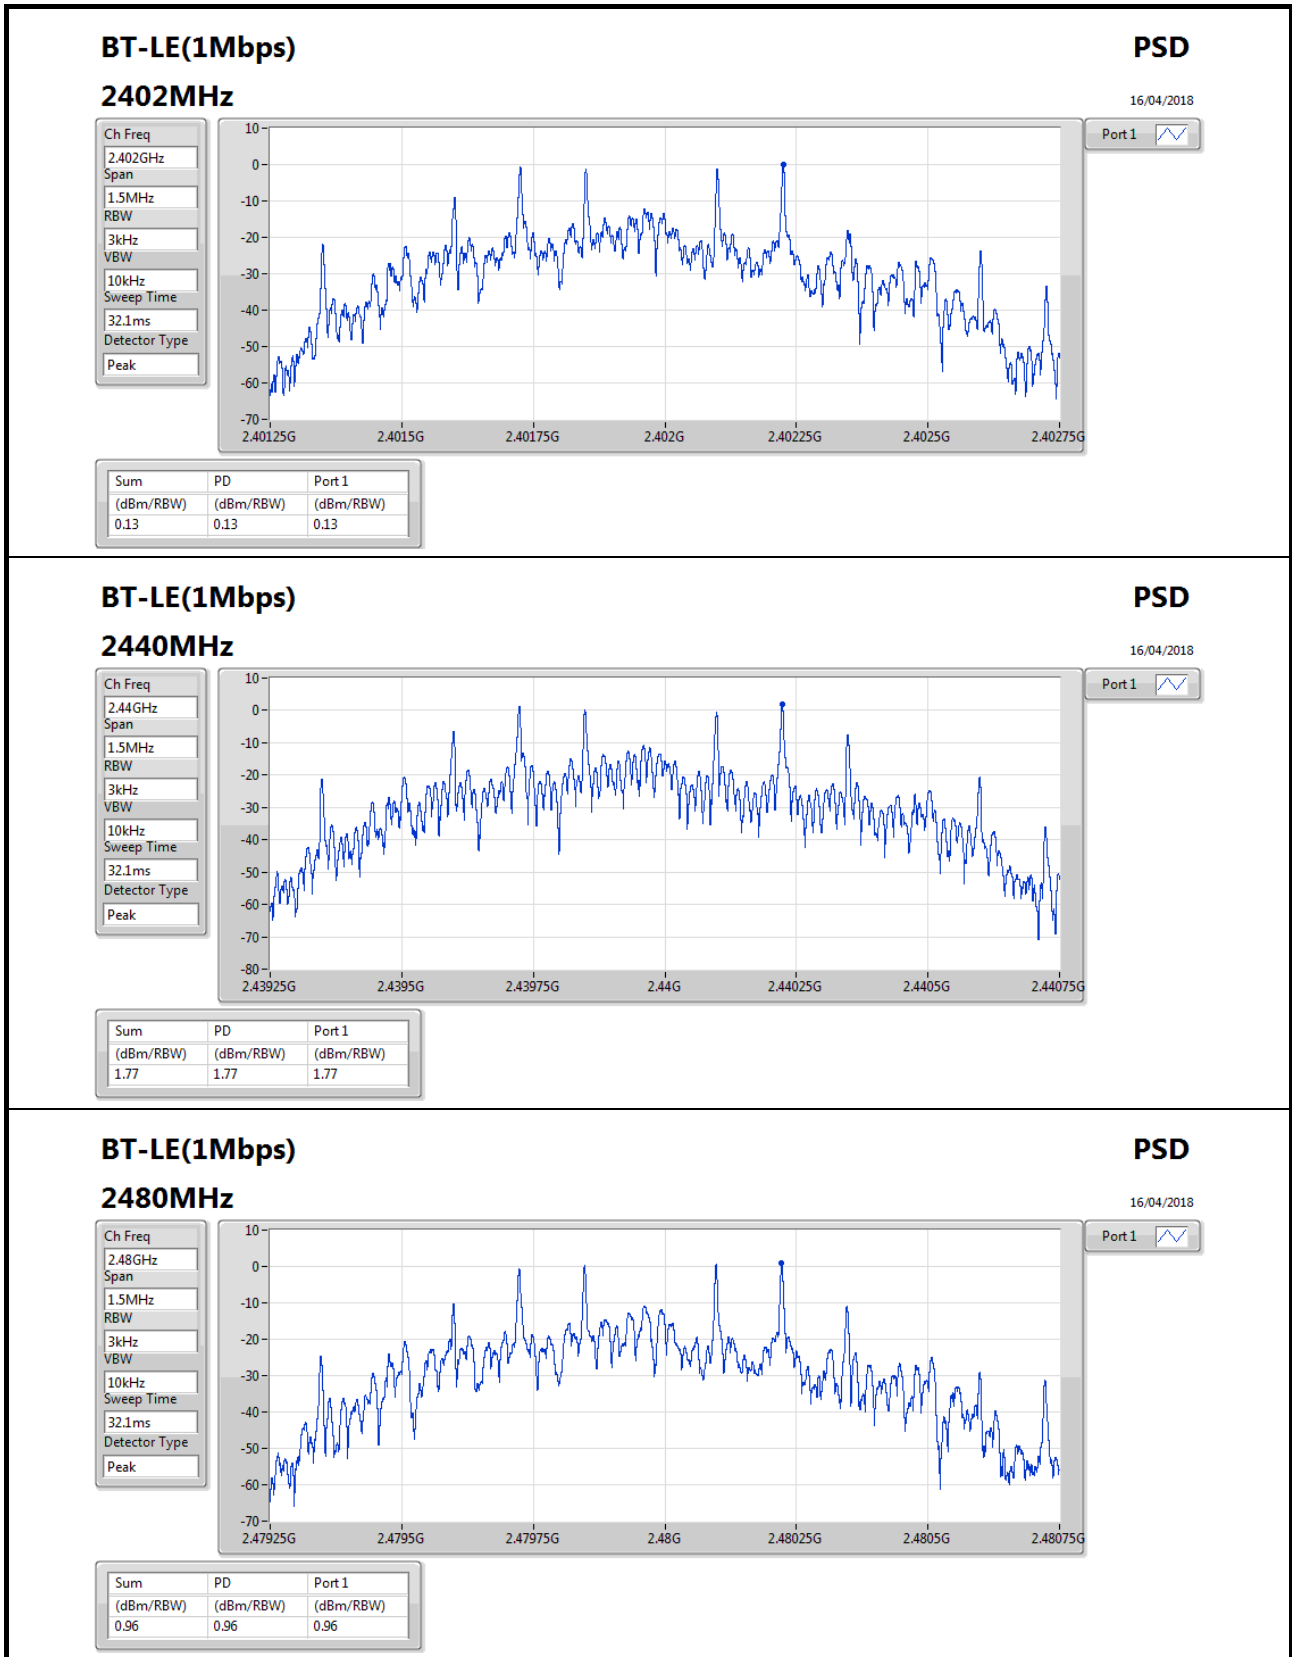 BT-LE(1Mbps) PSD
2402MHz 16/04/2018
Ch Freq
2.402GHz
Span
1.5MHz
RBW
3kHz
VBW
10kHz
Sweep Time
32.1ms
Detector Type
Peak
10
0
-10
-20
-30
-40
-50
-60
-70
2.40125G 2.4015G 2.40175G 2.402G 2.40225G 2.4025G 2.40275G
Port 1
Sum PD Port 1
(dBm/RBW) (dBm/RBW) (dBm/RBW)
0.13 0.13 0.13
BT-LE(1Mbps) PSD
2440MHz 16/04/2018
Ch Freq
2.44GHz
Span
1.5MHz
RBW
3kHz
VBW
10kHz
Sweep Time
32.1ms
Detector Type
Peak
10
0
-10
-20
-30
-40
-50
-60
-70
-80
2.43925G 2.4395G 2.43975G 2.44G 2.44025G 2.4405G 2.44075G
Port 1
Sum PD Port 1
(dBm/RBW) (dBm/RBW) (dBm/RBW)
1.77 1.77 1.77
BT-LE(1Mbps) PSD
2480MHz 16/04/2018
Ch Freq
2.48GHz
Span
1.5MHz
RBW
3kHz
VBW
10kHz
Sweep Time
32.1ms
Detector Type
Peak
10
0
-10
-20
-30
-40
-50
-60
-70
2.47925G 2.4795G 2.47975G 2.48G 2.48025G 2.4805G 2.48075G
Port 1
Sum PD Port 1
(dBm/RBW) (dBm/RBW) (dBm/RBW)
0.96 0.96 0.96